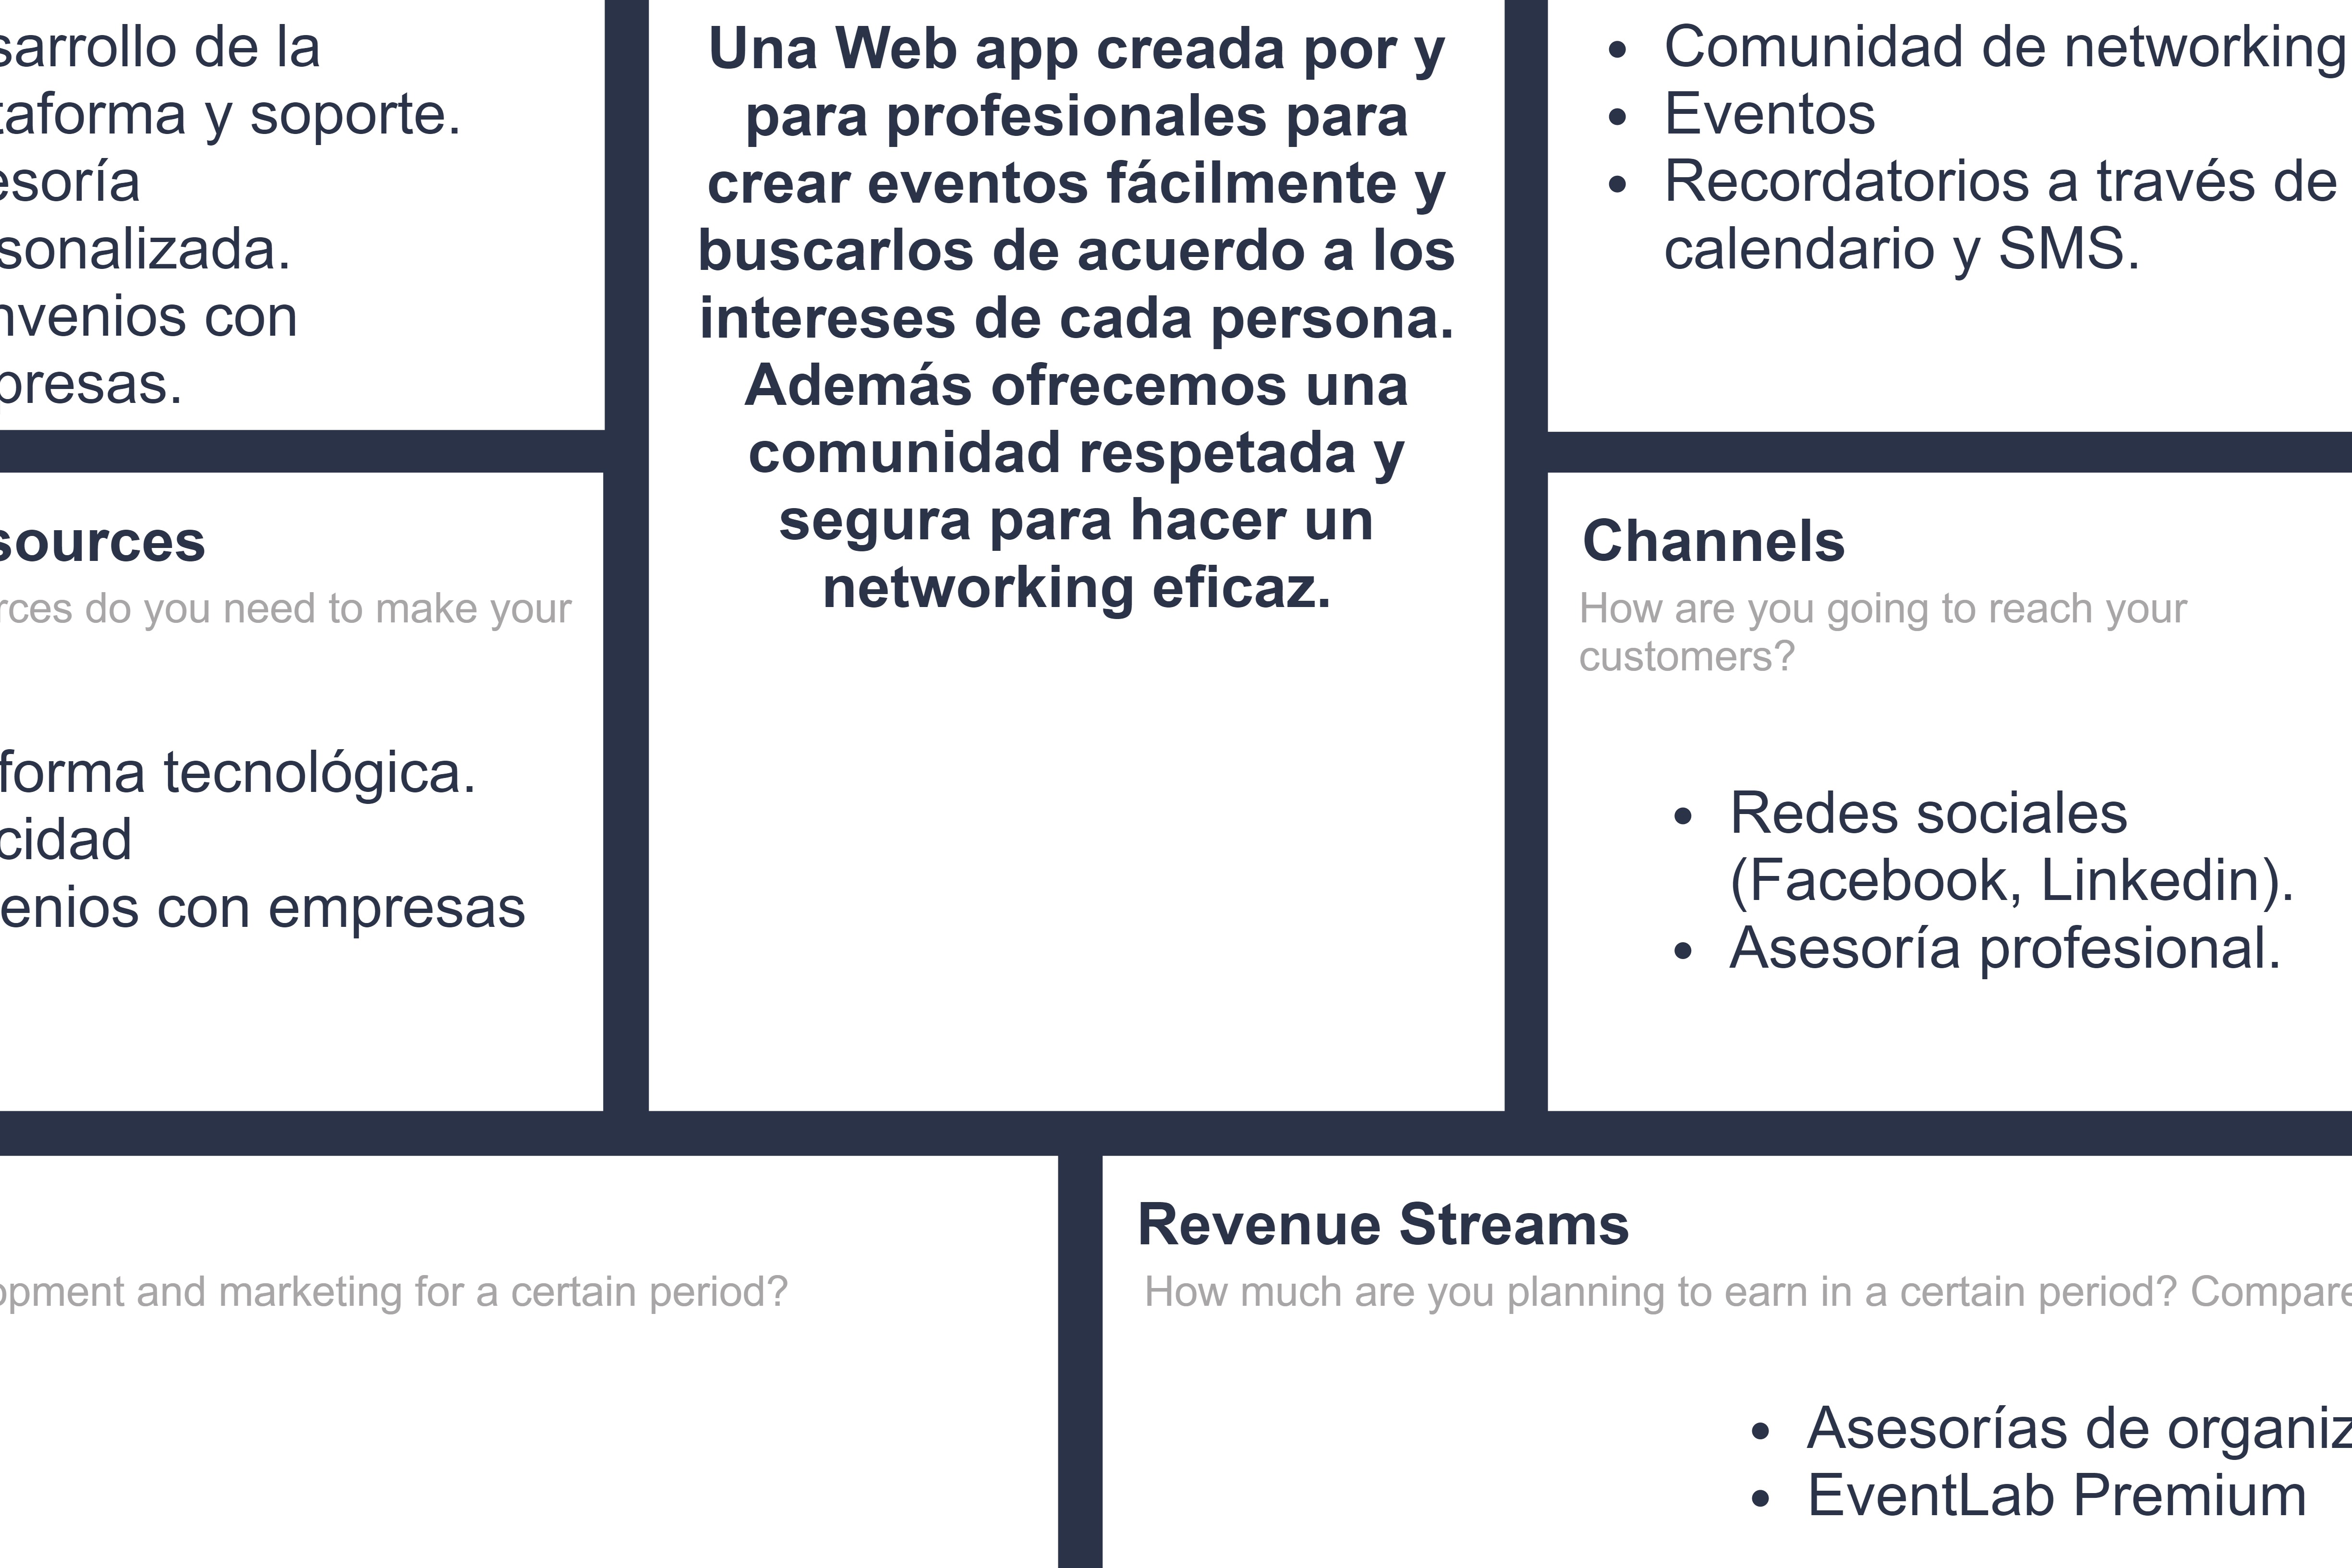 sarrollo de la
taforma y soporte.
esoría
sonalizada.
nvenios con
presas.
Una Web app creada por y
para profesionales para
crear eventos fácilmente y
buscarlos de acuerdo a los
intereses de cada persona.
Además ofrecemos una
comunidad respetada y
segura para hacer un
networking eficaz.
• Comunidad de networking
• Eventos
• Recordatorios a través de
calendario y SMS.
sources
rces do you need to make your
forma tecnológica.
cidad
enios con empresas
Channels
How are you going to reach your
customers?
• Redes sociales
(Facebook, Linkedin).
• Asesoría profesional.
opment and marketing for a certain period?
Revenue Streams
How much are you planning to earn in a certain period? Compare
• Asesorías de organiz
• EventLab Premium